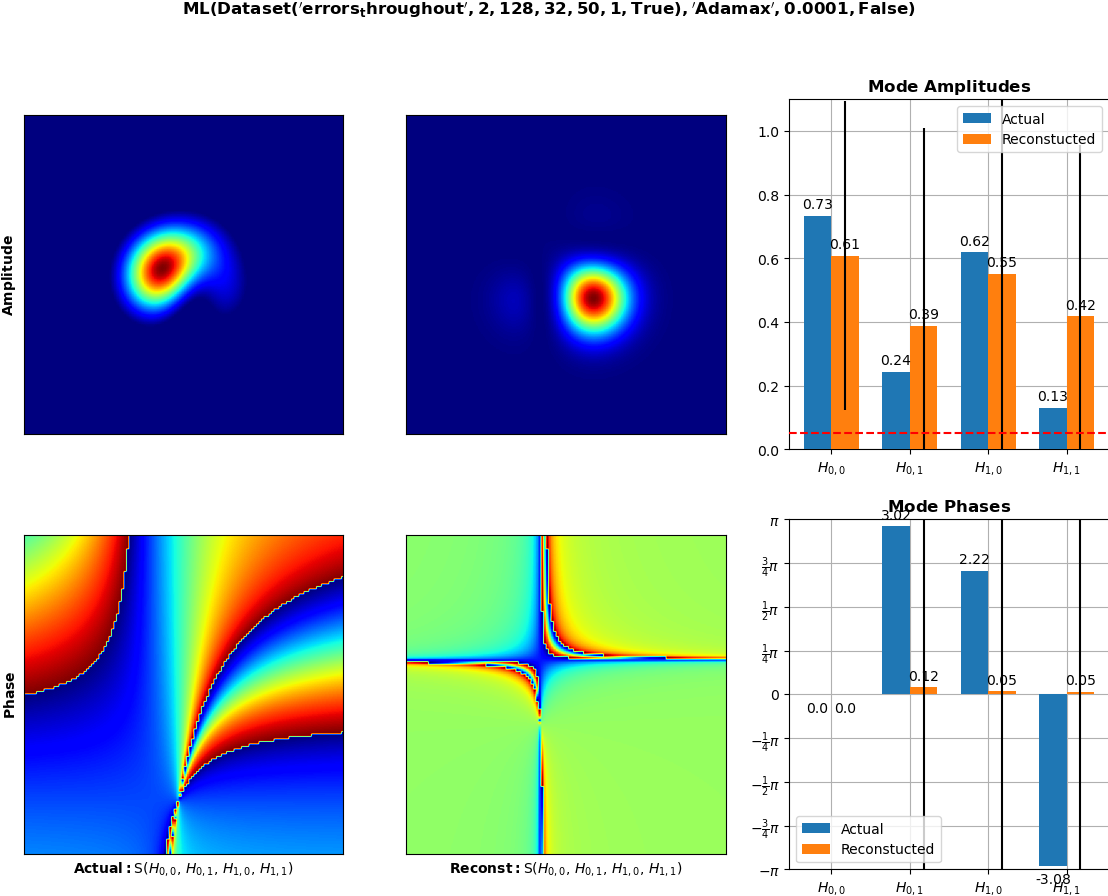 ML(Dataset('errors_throughout', 2, 128, 32, 50, 1, True), 'Adamax', 0.0001, False)
Amplitude
Mode Amplitudes
Actual
Reconstucted
1.0
0.8
0.6
0.4
0.2
0.0
0.73
0.61
0.24
0.39
0.62
0.55
0.13
0.42
H0,0
H0,1
H1,0
H1,1
Phase
Actual: S(H0,0, H0,1, H1,0, H1,1)
Reconst: S(H0,0, H0,1, H1,0, H1,1)
Mode Phases
π
3/4π
1/2π
1/4π
0
−1/4π
−1/2π
−3/4π
−π
0.0
0.0
3.02
0.12
2.22
0.05
-3.08
0.05
Actual
Reconstucted
H0,0
H0,1
H1,0
H1,1